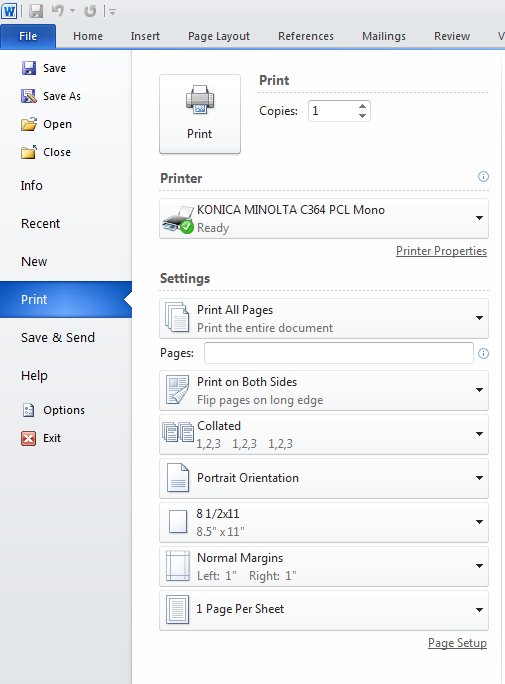 File Home Insert Page Layout References Mailings Review V
Save
Save As
Open
Close
Info
Recent
New
Print
Save & Send
Help
Options
Exit
Print
Print
Copies: 1
Printer
KONICA MINOLTA C364 PCL Mono
Ready
Printer Properties
Settings
Print All Pages
Print the entire document
Pages:
Print on Both Sides
Flip pages on long edge
Collated
1,2,3 1,2,3 1,2,3
Portrait Orientation
8 1/2x11
8.5" x 11"
Normal Margins
Left: 1" Right: 1"
1 Page Per Sheet
Page Setup